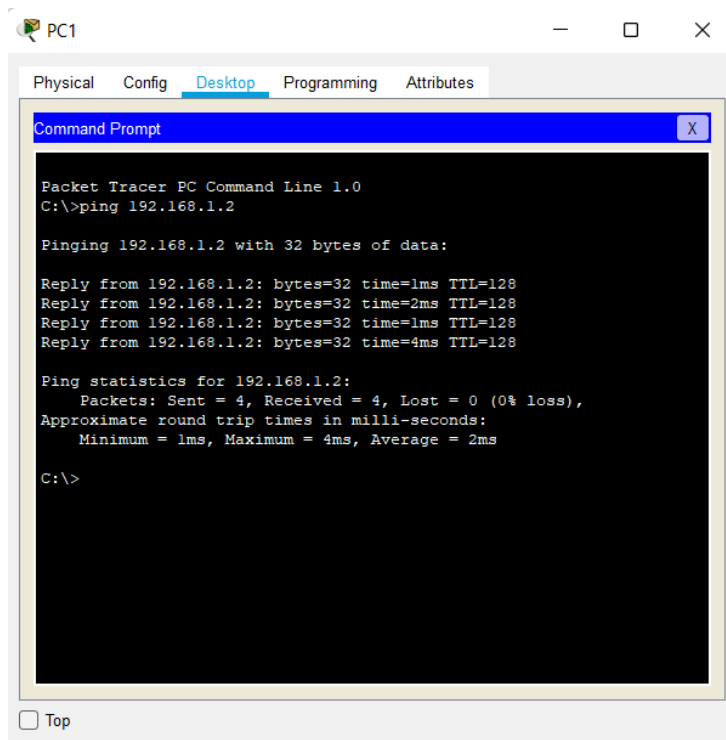 PC1
Physical Config Desktop Programming Attributes
Command Prompt X
Packet Tracer PC Command Line 1.0
C:\>ping 192.168.1.2
Pinging 192.168.1.2 with 32 bytes of data:
Reply from 192.168.1.2: bytes=32 time=1ms TTL=128
Reply from 192.168.1.2: bytes=32 time=2ms TTL=128
Reply from 192.168.1.2: bytes=32 time=1ms TTL=128
Reply from 192.168.1.2: bytes=32 time=4ms TTL=128
Ping statistics for 192.168.1.2:
Packets: Sent = 4, Received = 4, Lost = 0 (0% loss),
Approximate round trip times in milli-seconds:
Minimum = 1ms, Maximum = 4ms, Average = 2ms
C:\>
Top